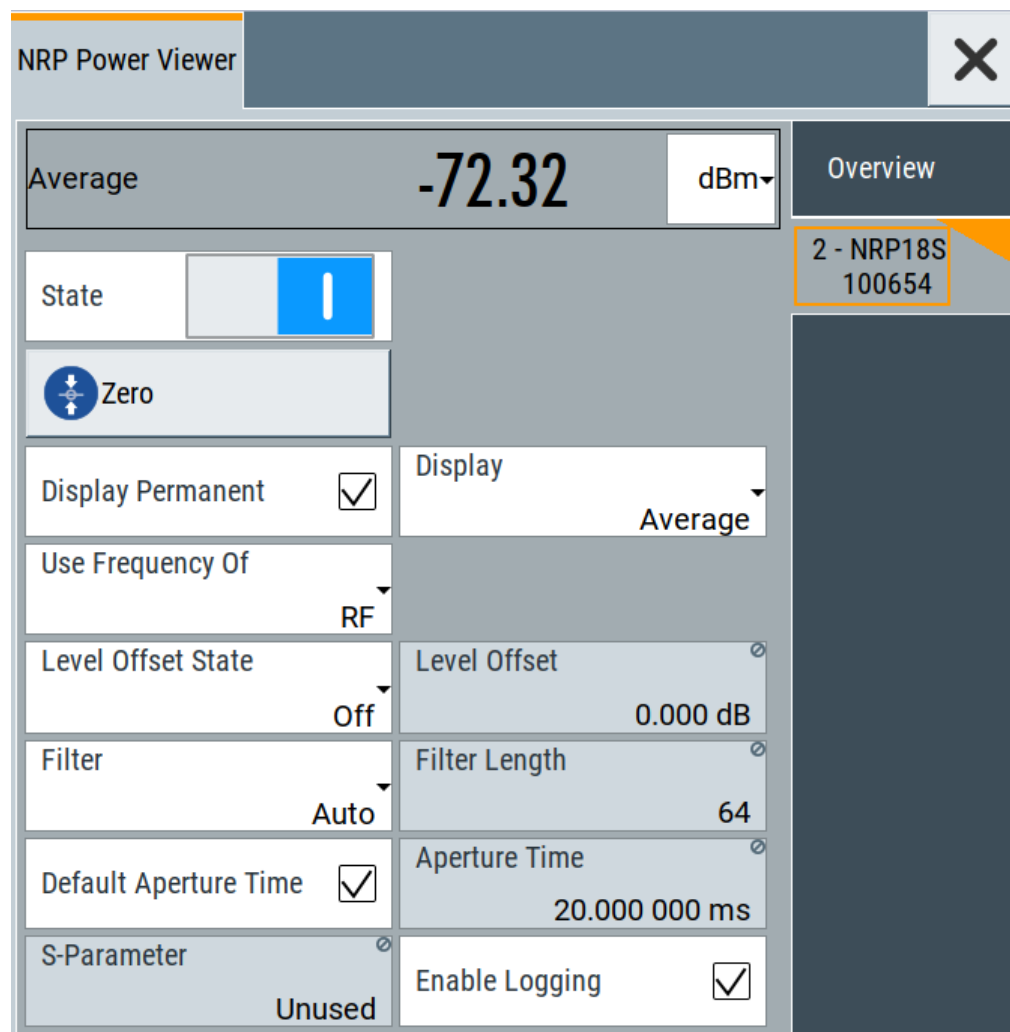 NRP Power Viewer
Average -72.32 dBm
Overview
2 - NRP18S
100654
State
Zero
Display Permanent
Display
Average
Use Frequency Of
RF
Level Offset State
Off
Level Offset
0.000 dB
Filter
Auto
Filter Length
64
Default Aperture Time
Aperture Time
20.000 000 ms
S-Parameter
Unused
Enable Logging